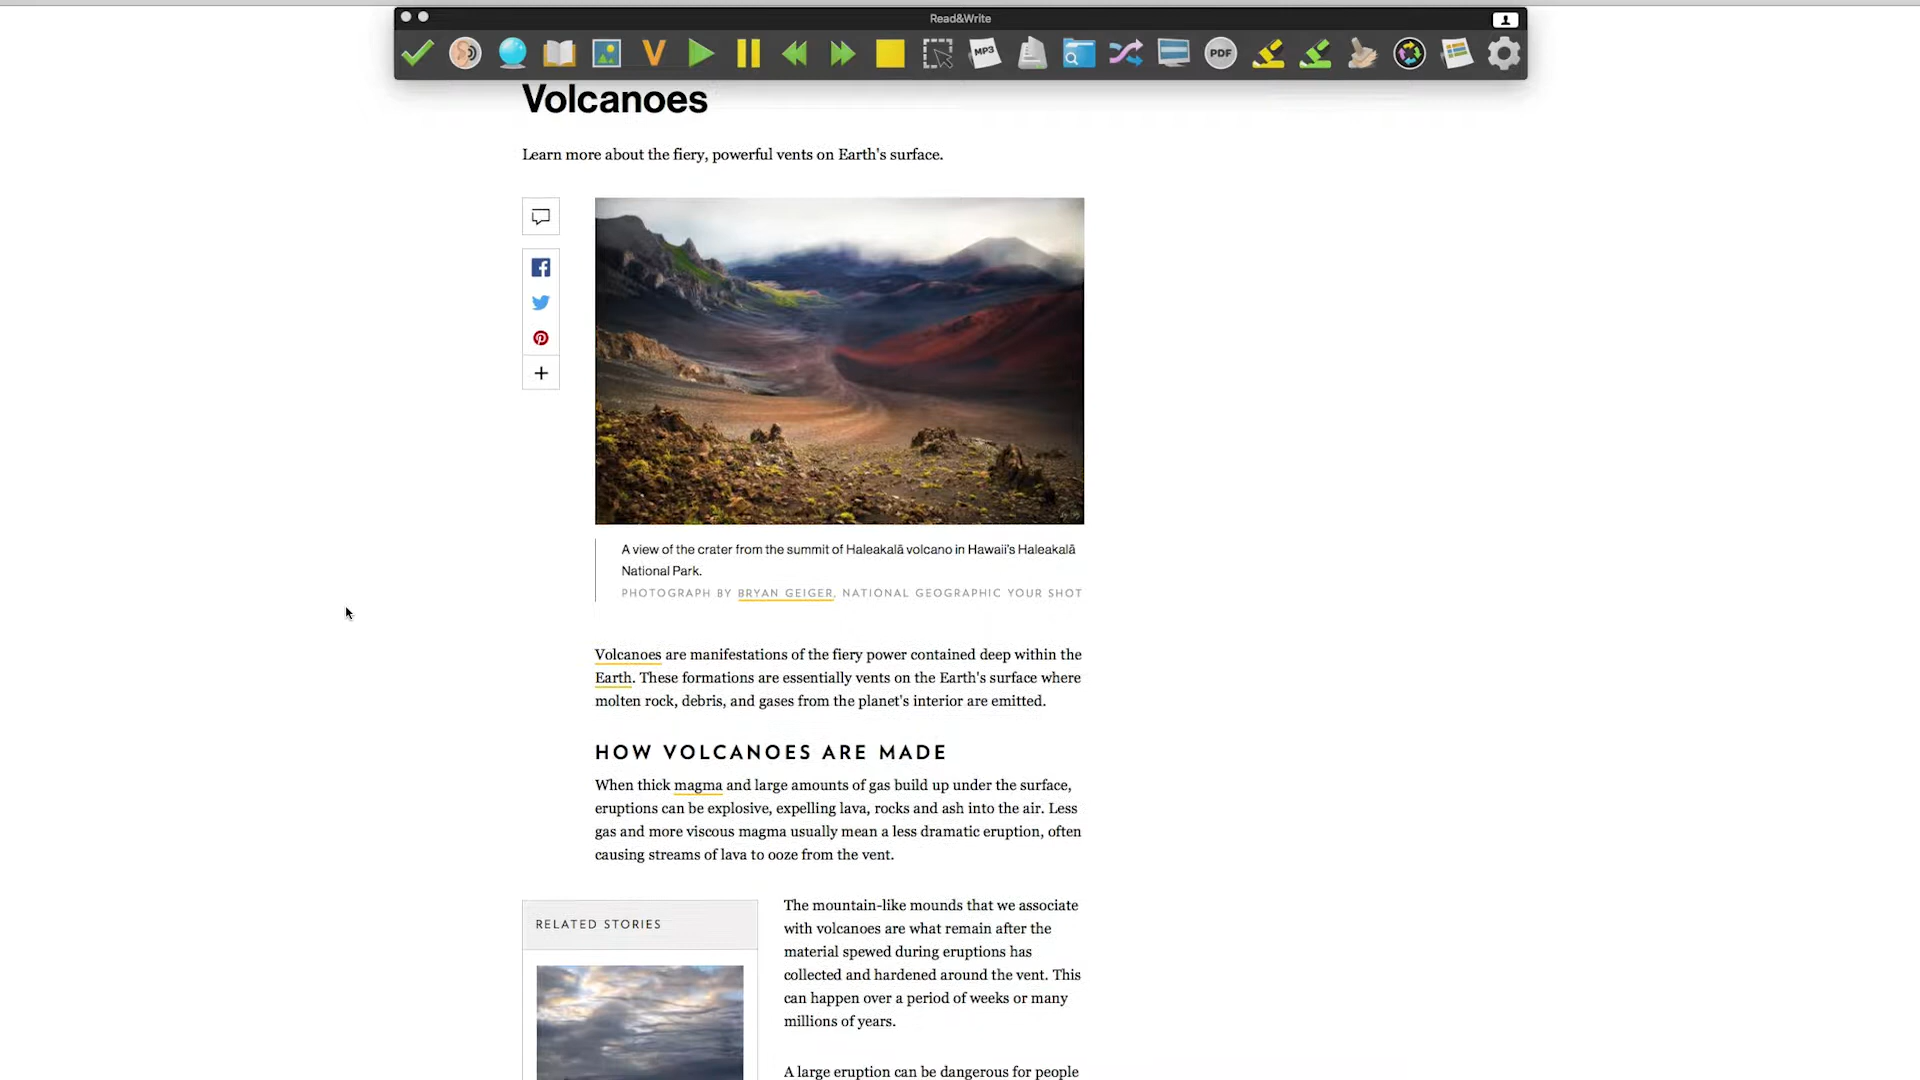 Read&Write
MP3
PDF
Volcanoes
Learn more about the fiery, powerful vents on Earth's surface.
A view of the crater from the summit of Haleakalā volcano in Hawaii's Haleakalā
National Park.
PHOTOGRAPH BY BRYAN GEIGER, NATIONAL GEOGRAPHIC YOUR SHOT
Volcanoes are manifestations of the fiery power contained deep within the
Earth. These formations are essentially vents on the Earth's surface where
molten rock, debris, and gases from the planet's interior are emitted.
HOW VOLCANOES ARE MADE
When thick magma and large amounts of gas build up under the surface,
eruptions can be explosive, expelling lava, rocks and ash into the air. Less
gas and more viscous magma usually mean a less dramatic eruption, often
causing streams of lava to ooze from the vent.
RELATED STORIES
The mountain-like mounds that we associate
with volcanoes are what remain after the
material spewed during eruptions has
collected and hardened around the vent. This
can happen over a period of weeks or many
millions of years.
A large eruption can be dangerous for people